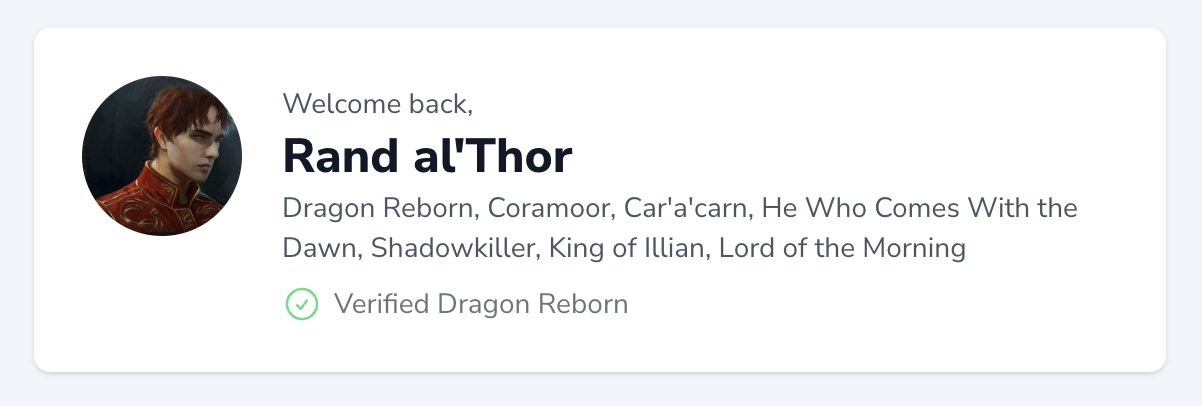 Welcome back,
Rand al'Thor
Dragon Reborn, Coramoor, Car'a'carn, He Who Comes With the
Dawn, Shadowkiller, King of Illian, Lord of the Morning
Verified Dragon Reborn